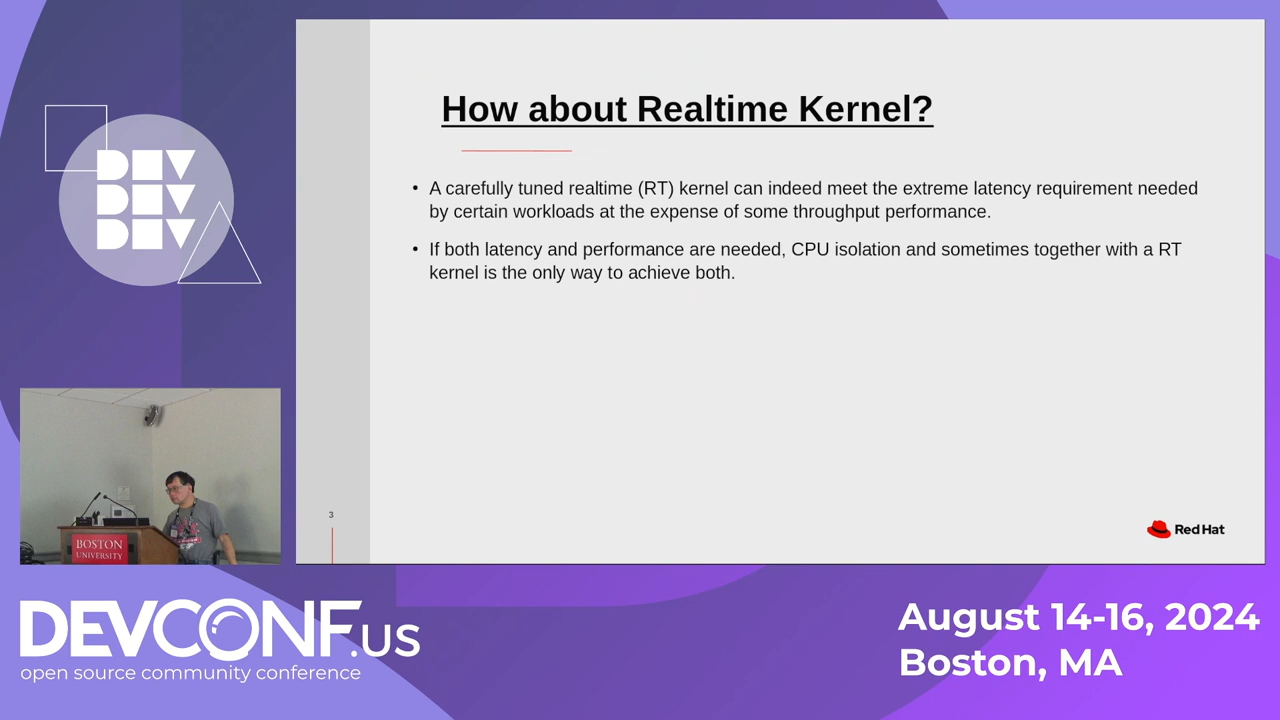 How about Realtime Kernel?
• A carefully tuned realtime (RT) kernel can indeed meet the extreme latency requirement needed
by certain workloads at the expense of some throughput performance.
• If both latency and performance are needed, CPU isolation and sometimes together with a RT
kernel is the only way to achieve both.
3
Red Hat
DEV
DEV
DEV
BOSTON
UNIVERSITY
DEVCONF.US
open source community conference
August 14-16, 2024
Boston, MA